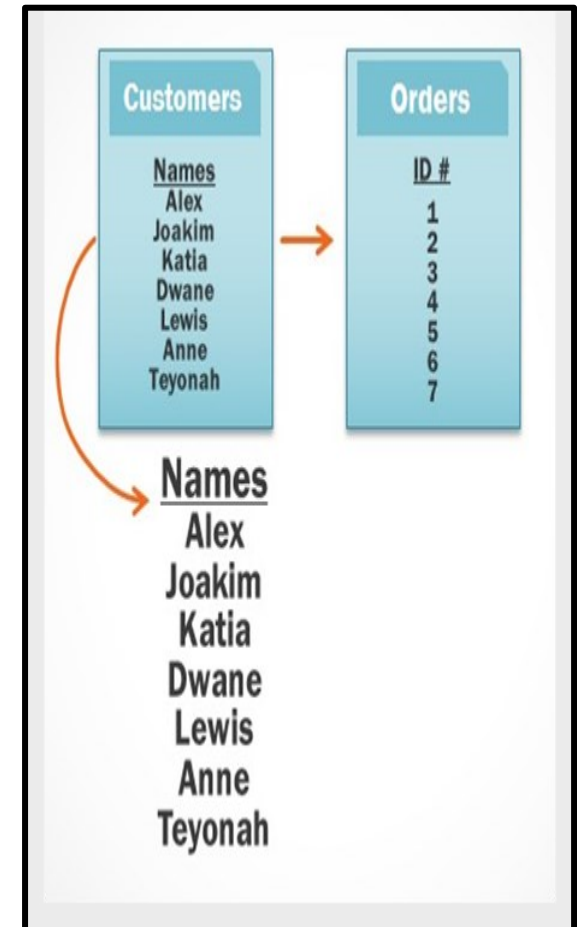 Customers
Names
Alex
Joakim
Katia
Dwane
Lewis
Anne
Teyonah
Orders
ID #
1
2
3
4
5
6
7
Names
Alex
Joakim
Katia
Dwane
Lewis
Anne
Teyonah